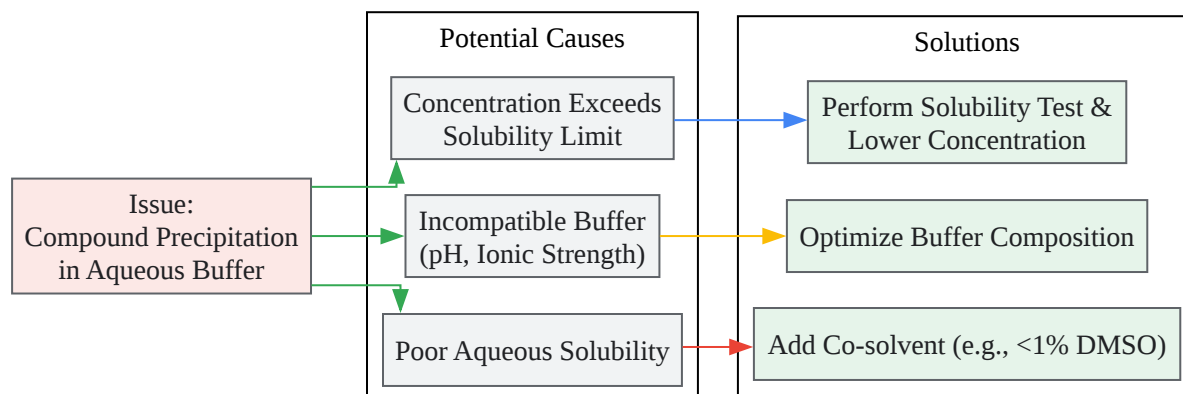 Potential Causes
Solutions
Concentration Exceeds
Solubility Limit
Perform Solubility Test &
Lower Concentration
Issue:
Compound Precipitation
in Aqueous Buffer
Incompatible Buffer
(pH, Ionic Strength)
Optimize Buffer Composition
Poor Aqueous Solubility
Add Co-solvent (e.g., <1% DMSO)